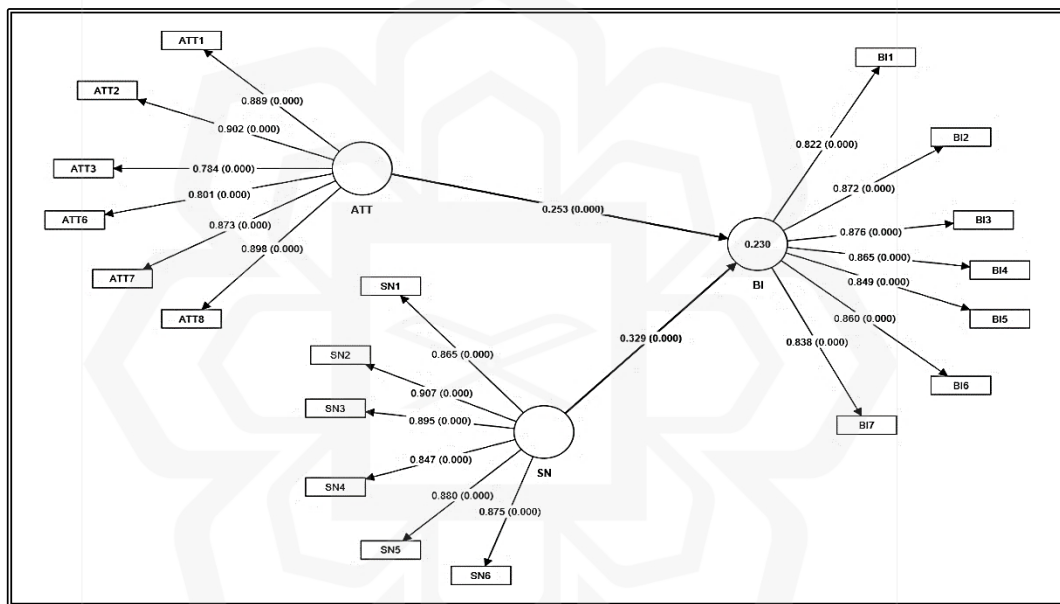 ATT1
ATT2
ATT3
ATT6
ATT7
ATT8
0.889 (0.000)
0.902 (0.000)
0.784 (0.000)
0.801 (0.000)
0.873 (0.000)
0.898 (0.000)
ATT
0.253 (0.000)
SN1
SN2
SN3
SN4
SN5
SN6
0.865 (0.000)
0.907 (0.000)
0.895 (0.000)
0.847 (0.000)
0.880 (0.000)
0.875 (0.000)
SN
0.329 (0.000)
0.230
BI
0.822 (0.000)
0.872 (0.000)
0.876 (0.000)
0.865 (0.000)
0.849 (0.000)
0.860 (0.000)
0.838 (0.000)
BI1
BI2
BI3
BI4
BI5
BI6
BI7